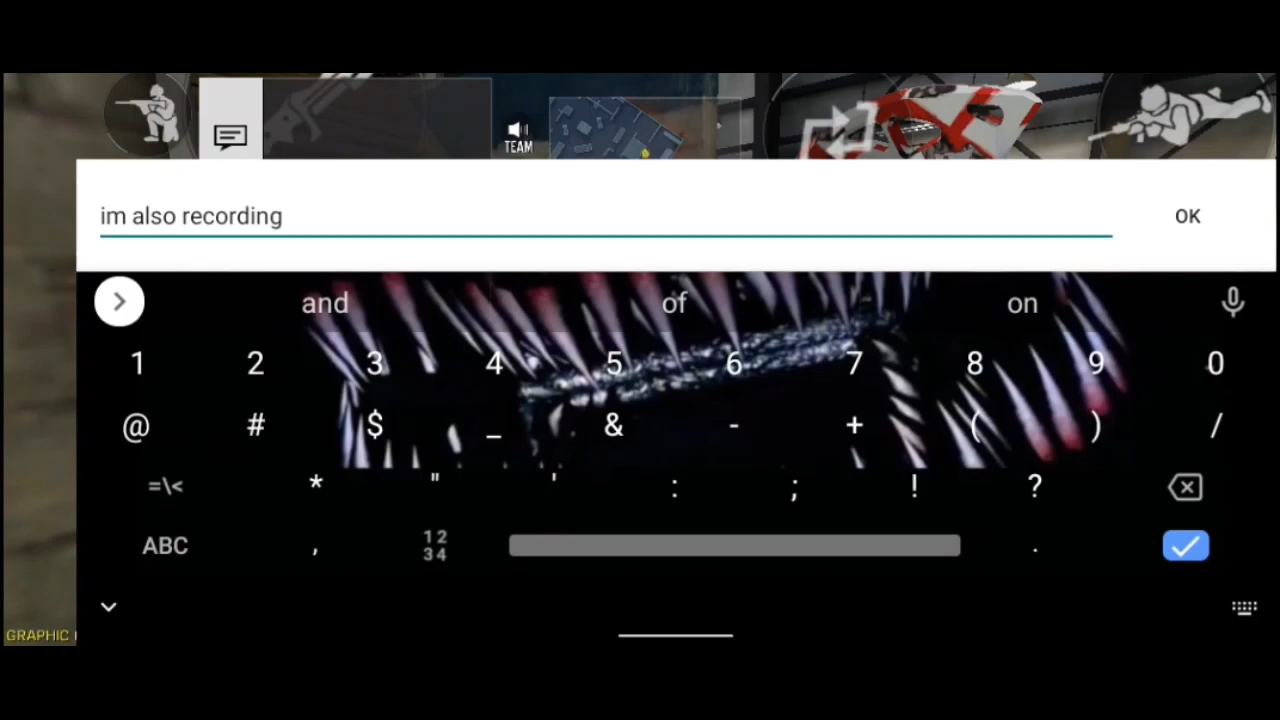 TEAM
im also recording
OK
and of on
1 2 3 4 5 6 7 8 9 0
@ # $ _ & - + ( ) /
=\< * " ' : ; ! ?
ABC , 12 34 .
GRAPHIC